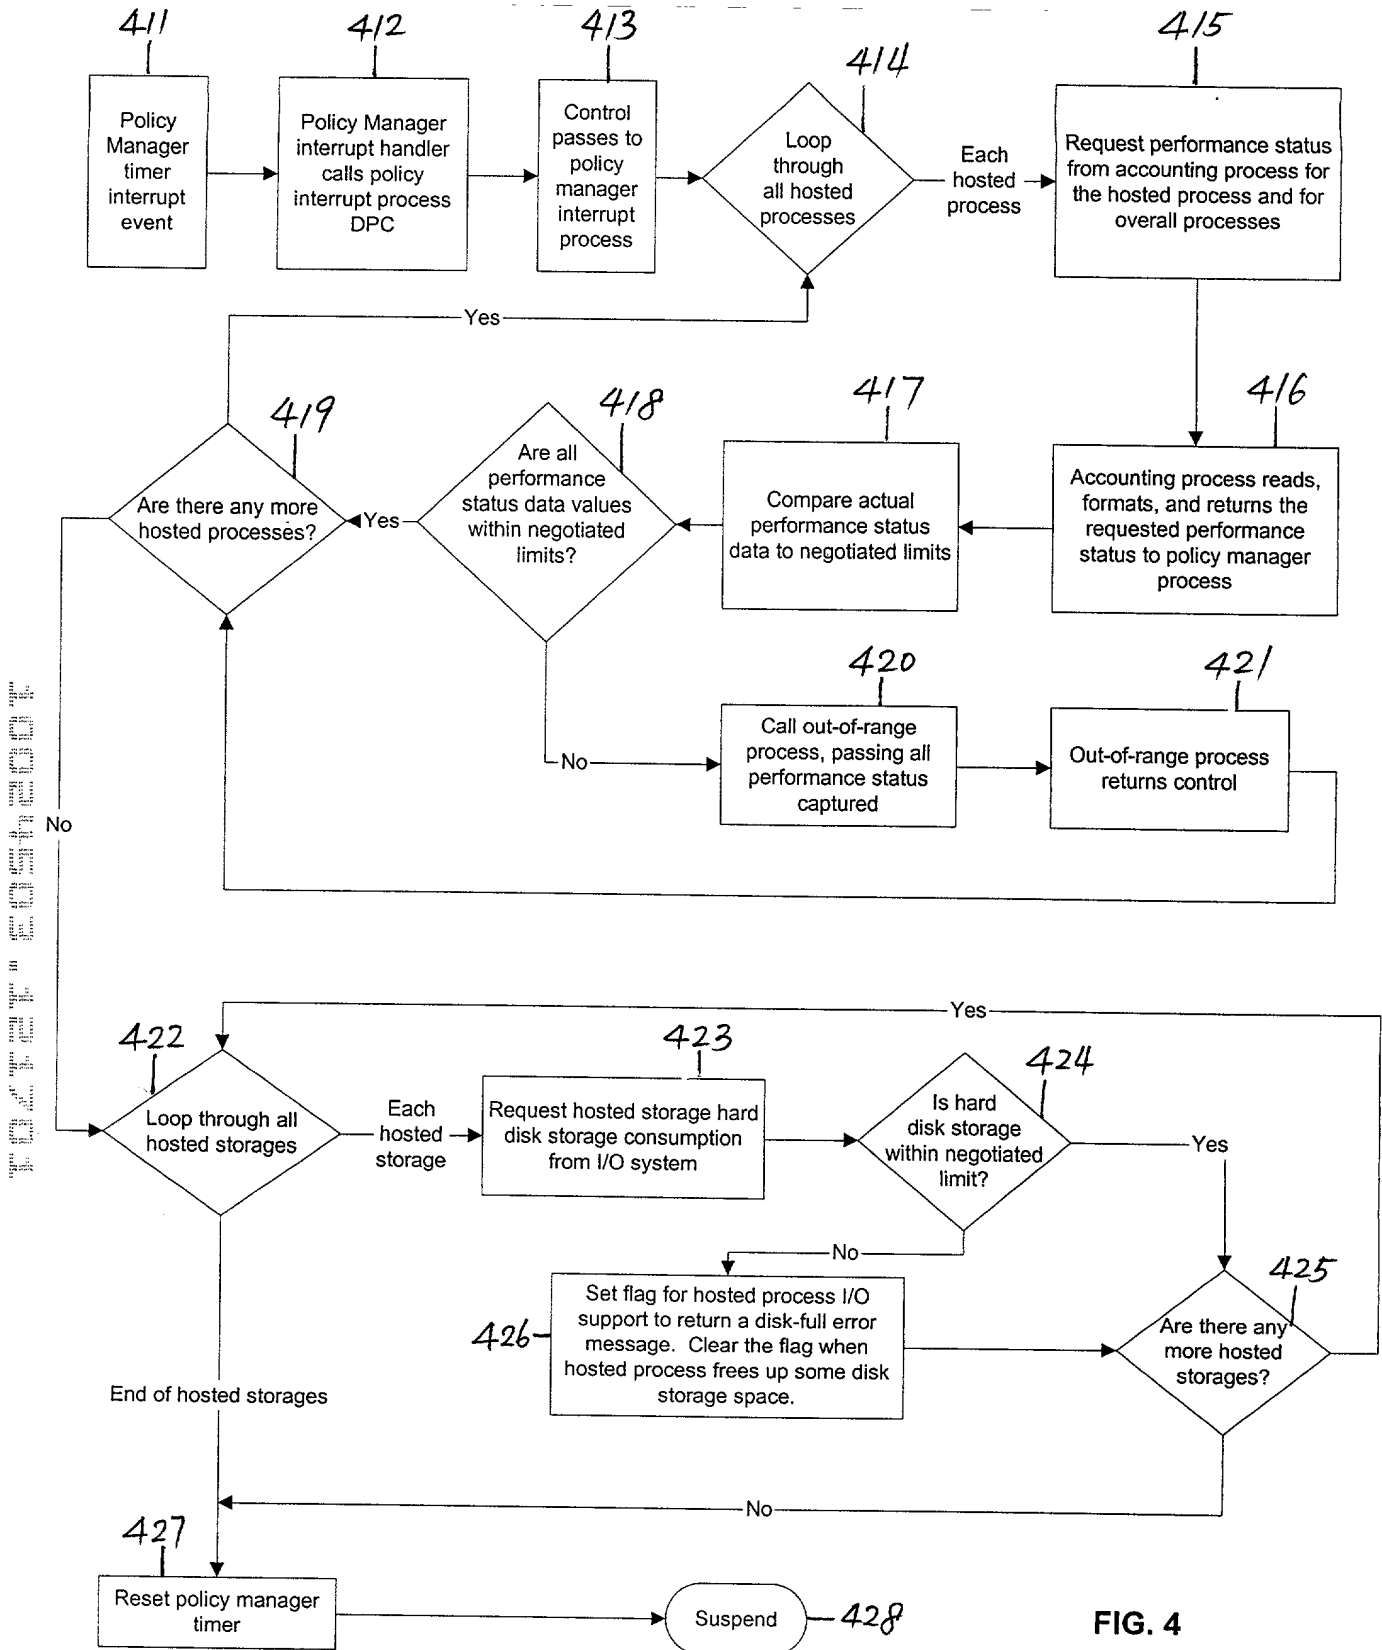 411
412
413
414
415
Policy
Manager
timer
interrupt
event
Policy Manager
interrupt handler
calls policy
interrupt process
DPC
Control
passes to
policy
manager
interrupt
process
Loop
through
all hosted
processes
Each
hosted
process
Request performance status
from accounting process for
the hosted process and for
overall processes
Yes
419
418
417
416
Are there any more
hosted processes?
Yes
Are all
performance
status data values
within negotiated
limits?
Compare actual
performance status
data to negotiated limits
Accounting process reads,
formats, and returns the
requested performance
status to policy manager
process
420
421
No
Call out-of-range
process, passing all
performance status
captured
Out-of-range process
returns control
No
Yes
422
423
424
Loop through all
hosted storages
Each
hosted
storage
Request hosted storage hard
disk storage consumption
from I/O system
Is hard
disk storage
within negotiated
limit?
Yes
No
425
426
Set flag for hosted process I/O
support to return a disk-full error
message. Clear the flag when
hosted process frees up some disk
storage space.
Are there any
more hosted
storages?
End of hosted storages
No
427
Reset policy manager
timer
Suspend
428
FIG. 4